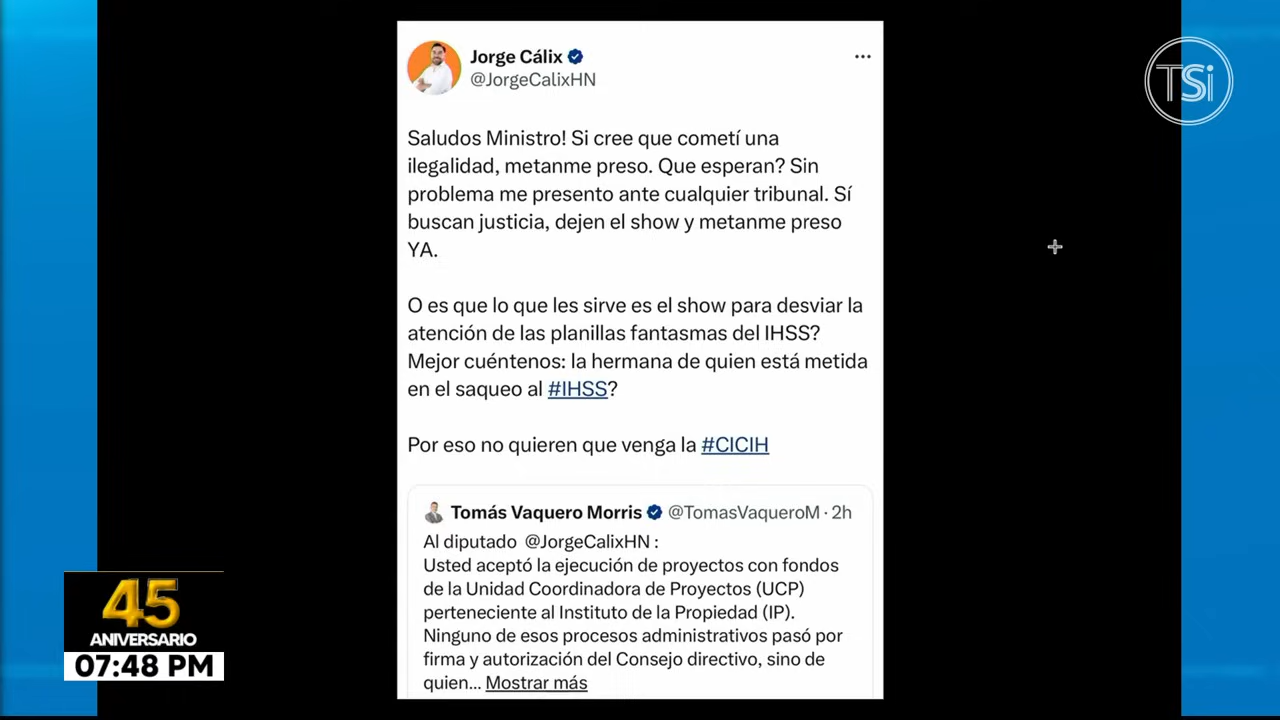 Jorge Cálix
@JorgeCalixHN
TSi
Saludos Ministro! Si cree que cometí una
ilegalidad, metanme preso. Que esperan? Sin
problema me presento ante cualquier tribunal. Sí
buscan justicia, dejen el show y metanme preso
YA.
O es que lo que les sirve es el show para desviar la
atención de las planillas fantasmas del IHSS?
Mejor cuéntenos: la hermana de quien está metida
en el saqueo al #IHSS?
Por eso no quieren que venga la #CICIH
Tomás Vaquero Morris @TomasVaqueroM · 2h
Al diputado @JorgeCalixHN :
Usted aceptó la ejecución de proyectos con fondos
de la Unidad Coordinadora de Proyectos (UCP)
perteneciente al Instituto de la Propiedad (IP).
Ninguno de esos procesos administrativos pasó por
firma y autorización del Consejo directivo, sino de
quien... Mostrar más
45
ANIVERSARIO
07:48 PM